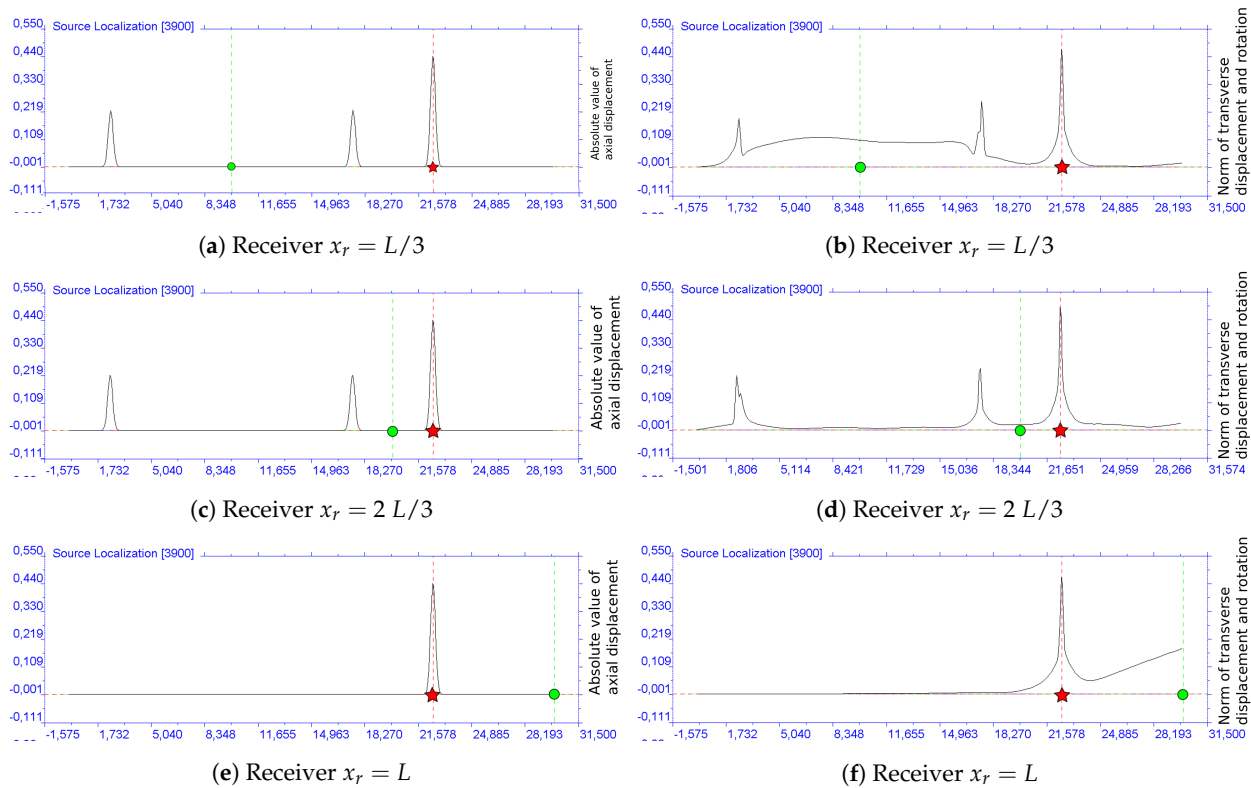 0,550
Source Localization [3900]
0,440
0,330
0,219
0,109
-0,001
-0,111
-1,575 1,732 5,040 8,348 11,655 14,963 18,270 21,578 24,885 28,193 31,500
Absolute value of
axial displacement
(a) Receiver x_r = L/3
0,550
Source Localization [3900]
0,440
0,330
0,219
0,109
-0,001
-0,111
-1,575 1,732 5,040 8,348 11,655 14,963 18,270 21,578 24,885 28,193 31,500
Norm of transverse
displacement and rotation
(b) Receiver x_r = L/3
0,550
Source Localization [3900]
0,440
0,330
0,219
0,109
-0,001
-0,111
-1,575 1,732 5,040 8,348 11,655 14,963 18,270 21,578 24,885 28,193 31,500
Absolute value of
axial displacement
(c) Receiver x_r = 2 L/3
0,550
Source Localization [3900]
0,440
0,330
0,219
0,109
-0,001
-0,111
-1,501 1,806 5,114 8,421 11,729 15,036 18,344 21,651 24,959 28,266 31,574
Norm of transverse
displacement and rotation
(d) Receiver x_r = 2 L/3
0,550
Source Localization [3900]
0,440
0,330
0,219
0,109
-0,001
-0,111
-1,575 1,732 5,040 8,348 11,655 14,963 18,270 21,578 24,885 28,193 31,500
Absolute value of
axial displacement
(e) Receiver x_r = L
0,550
Source Localization [3900]
0,440
0,330
0,219
0,109
-0,001
-0,111
-1,575 1,732 5,040 8,348 11,655 14,963 18,270 21,578 24,885 28,193 31,500
Norm of transverse
displacement and rotation
(f) Receiver x_r = L